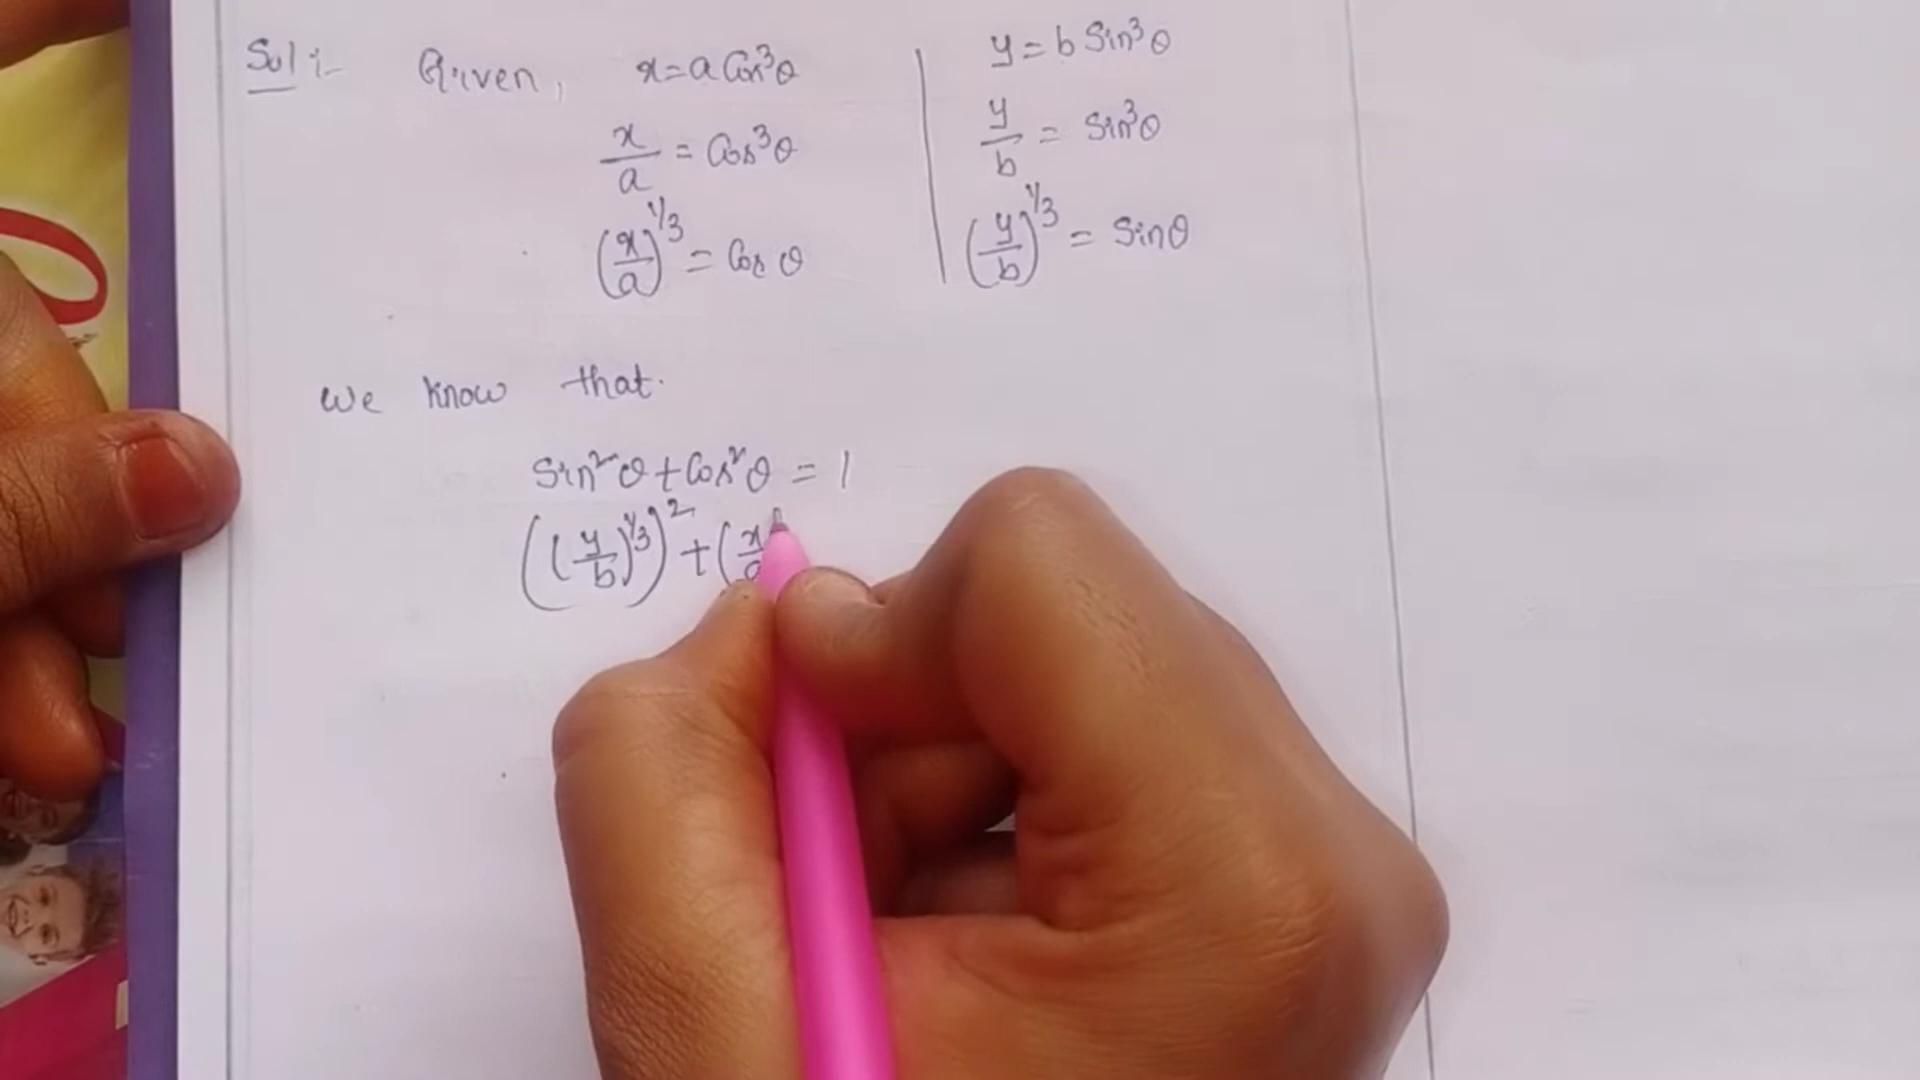 Sol :- Given, x = a Cos³θ
x/a = Cos³θ
(x/a)^1/3 = Cos θ
y = b Sin³θ
y/b = Sin³θ
(y/b)^1/3 = Sinθ
We know that.
Sin²θ + Cos²θ = 1
((y/b)^1/3)² + (x/a